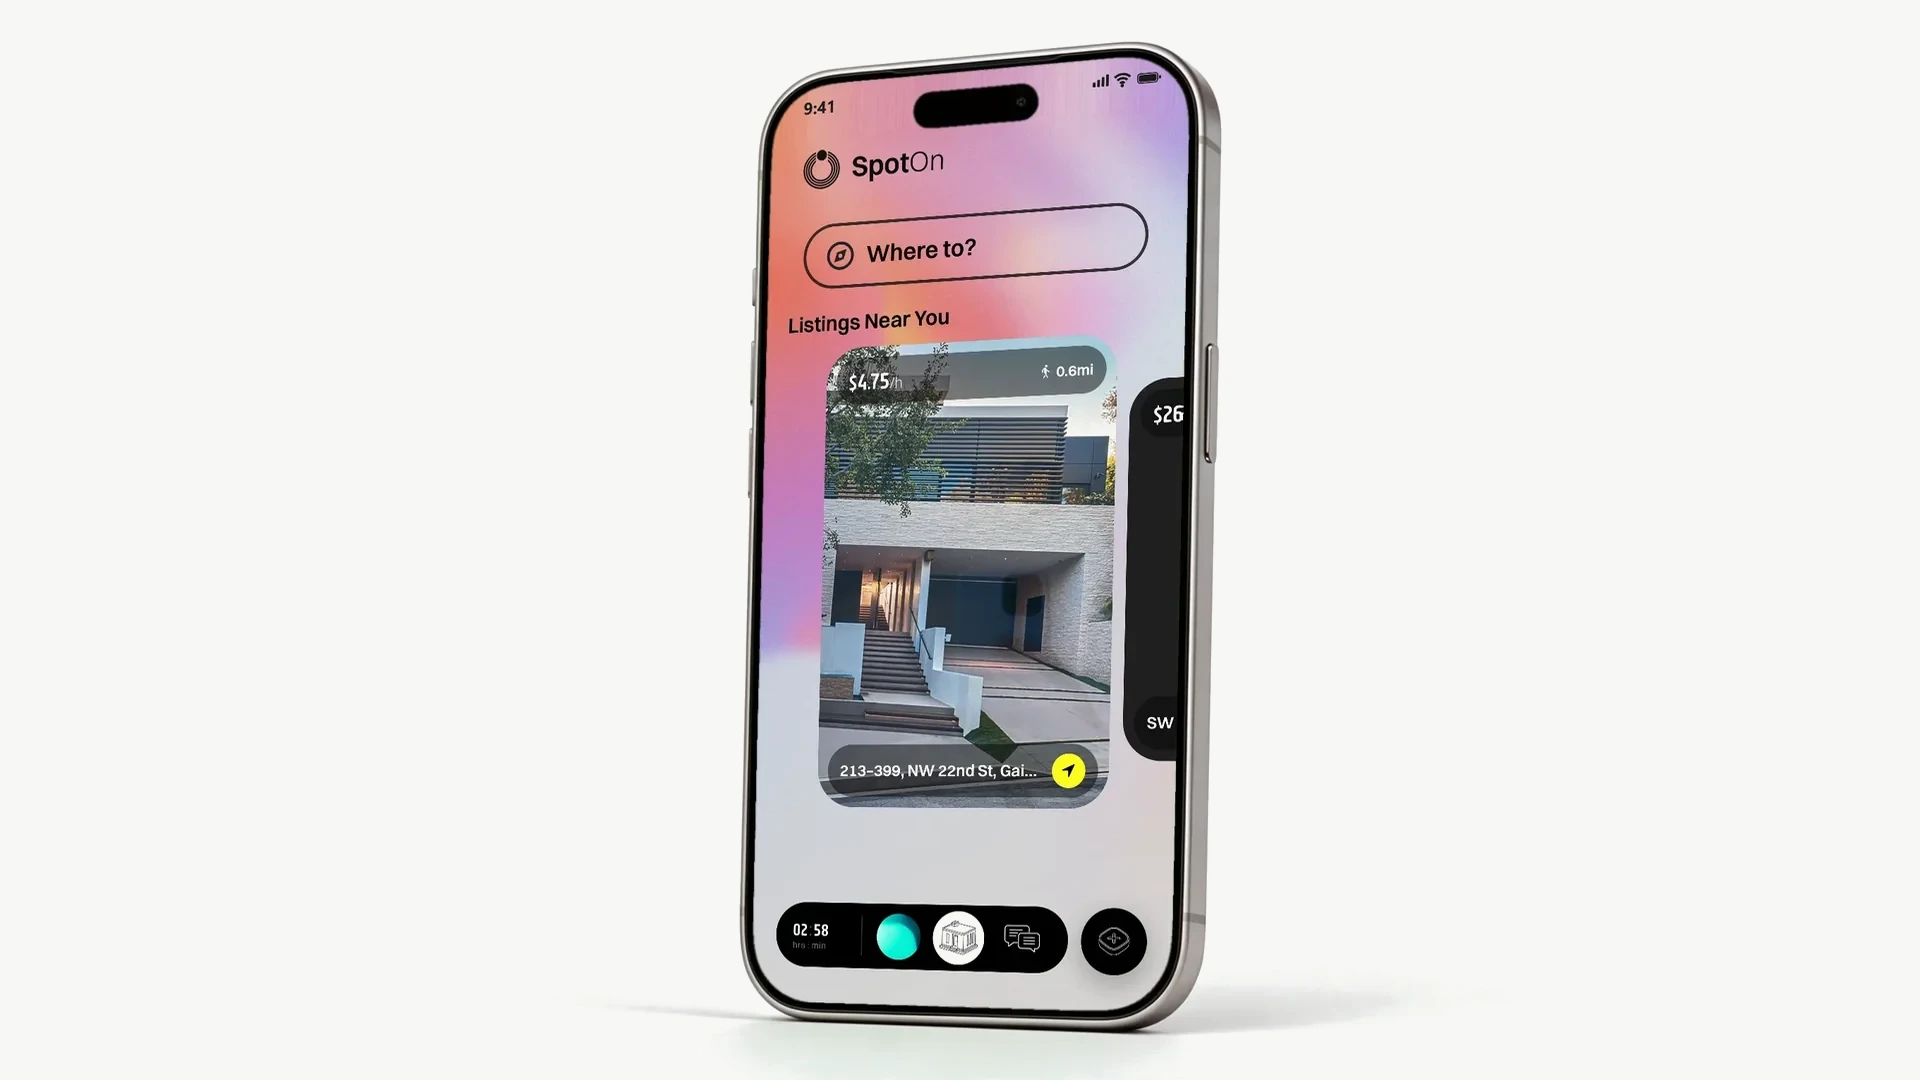 9:41
SpotOn
Where to?
Listings Near You
$4.75/h
0.6mi
$26
213-399, NW 22nd St, Gai...
SW
02:58
hrs : min